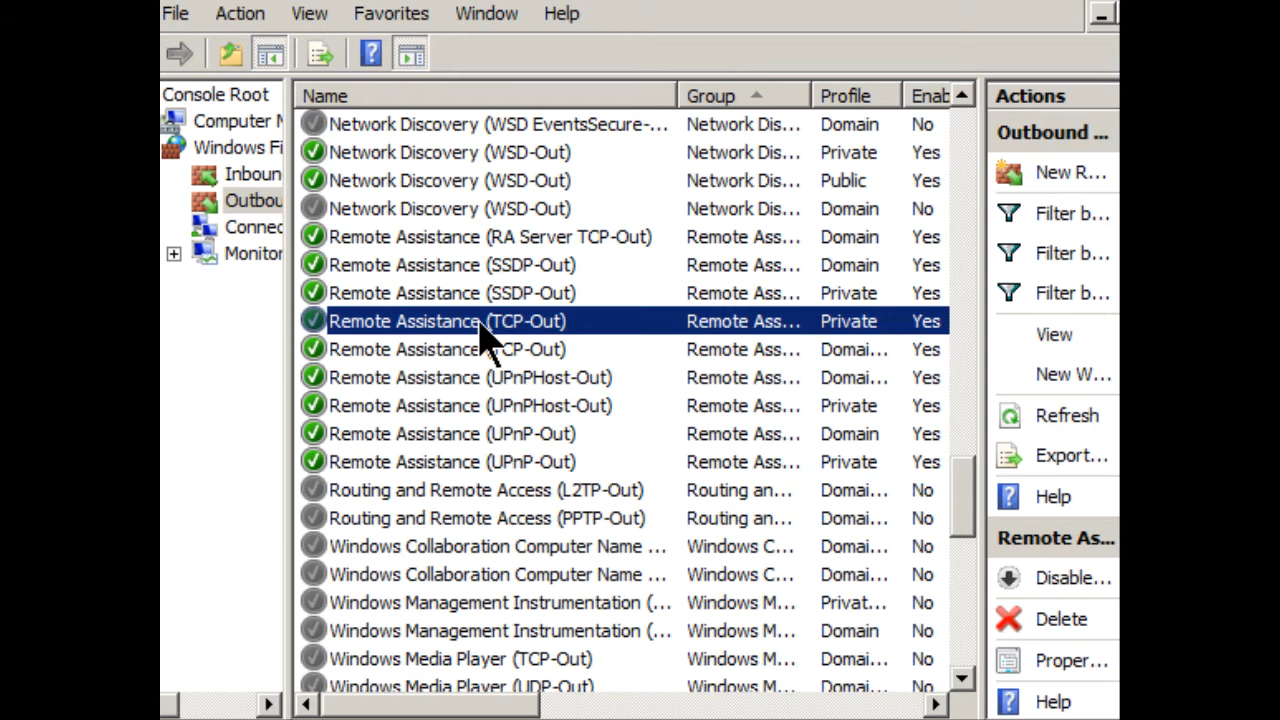 File Action View Favorites Window Help
Console Root
Computer M
Windows Fi
Inboun
Outbou
Connec
Monitor
Name Group Profile Enab
Network Discovery (WSD EventsSecure-... Network Dis... Domain No
Network Discovery (WSD-Out) Network Dis... Private Yes
Network Discovery (WSD-Out) Network Dis... Public Yes
Network Discovery (WSD-Out) Network Dis... Domain No
Remote Assistance (RA Server TCP-Out) Remote Ass... Domain Yes
Remote Assistance (SSDP-Out) Remote Ass... Domain Yes
Remote Assistance (SSDP-Out) Remote Ass... Private Yes
Remote Assistance (TCP-Out) Remote Ass... Private Yes
Remote Assistance TCP-Out) Remote Ass... Domai... Yes
Remote Assistance (UPnPHost-Out) Remote Ass... Domai... Yes
Remote Assistance (UPnPHost-Out) Remote Ass... Private Yes
Remote Assistance (UPnP-Out) Remote Ass... Domain Yes
Remote Assistance (UPnP-Out) Remote Ass... Private Yes
Routing and Remote Access (L2TP-Out) Routing an... Domai... No
Routing and Remote Access (PPTP-Out) Routing an... Domai... No
Windows Collaboration Computer Name ... Windows C... Domai... No
Windows Collaboration Computer Name ... Windows C... Domai... No
Windows Management Instrumentation (... Windows M... Privat... No
Windows Management Instrumentation (... Windows M... Domain No
Windows Media Player (TCP-Out) Windows M... Domai... No
Windows Media Player (UDP-Out) Windows M... Domai... No
Actions
Outbound ...
New R...
Filter b...
Filter b...
Filter b...
View
New W...
Refresh
Export...
Help
Remote As...
Disable...
Delete
Proper...
Help